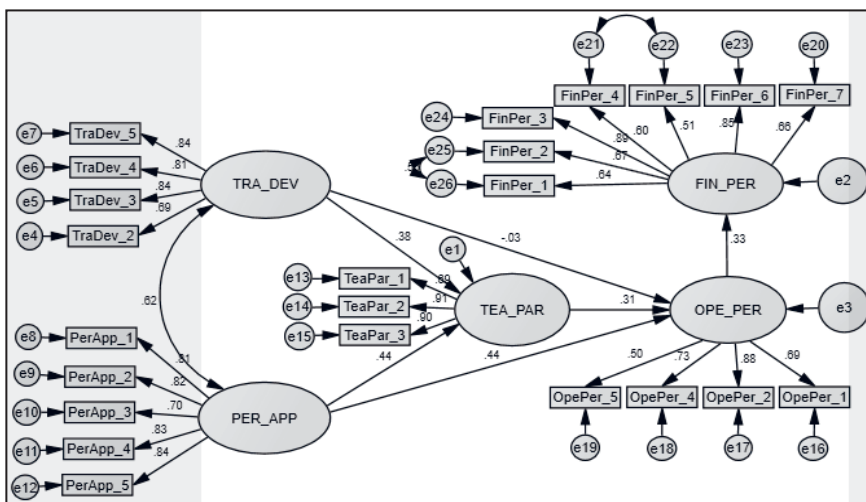 e21
e22
e23
e20
FinPer_4
FinPer_5
FinPer_6
FinPer_7
e24
FinPer_3
e25
FinPer_2
e26
FinPer_1
.60
.51
.85
.66
.89
.67
.64
FIN_PER
e2
e7
TraDev_5
.84
e6
TraDev_4
.81
e5
TraDev_3
.84
e4
TraDev_2
.69
TRA_DEV
.38
-.03
.33
.62
e1
e13
TeaPar_1
.89
e14
TeaPar_2
.91
e15
TeaPar_3
.90
TEA_PAR
.31
OPE_PER
e3
.44
.44
e8
PerApp_1
.81
e9
PerApp_2
.82
e10
PerApp_3
.70
e11
PerApp_4
.83
e12
PerApp_5
.84
PER_APP
.50
.73
.88
.69
OpePer_5
OpePer_4
OpePer_2
OpePer_1
e19
e18
e17
e16